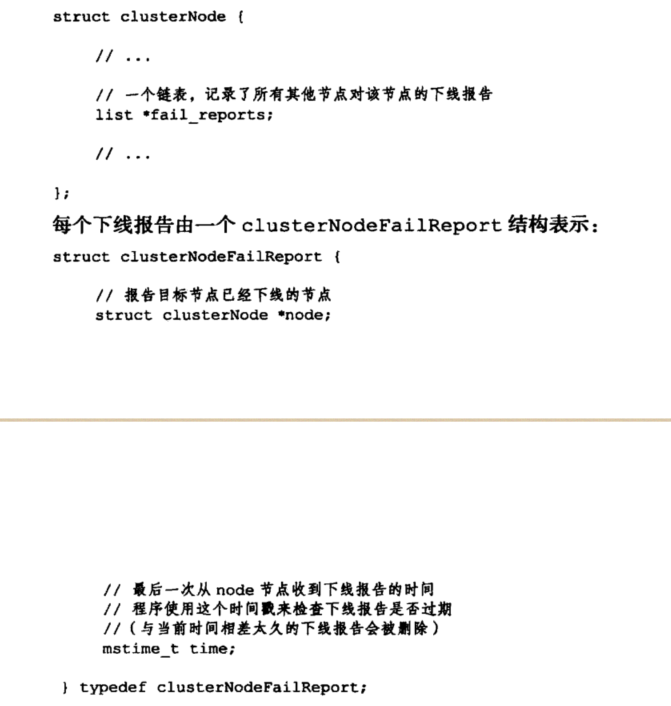 struct clusterNode {
// ...
// 一个链表，记录了所有其他节点对该节点的下线报告
list *fail_reports;
// ...
};
每个下线报告由一个 clusterNodeFailReport 结构表示：
struct clusterNodeFailReport {
// 报告目标节点已经下线的节点
struct clusterNode *node;
// 最后一次从 node 节点收到下线报告的时间
// 程序使用这个时间戳来检查下线报告是否过期
//（与当前时间相差太久的下线报告会被删除）
mstime_t time;
} typedef clusterNodeFailReport;